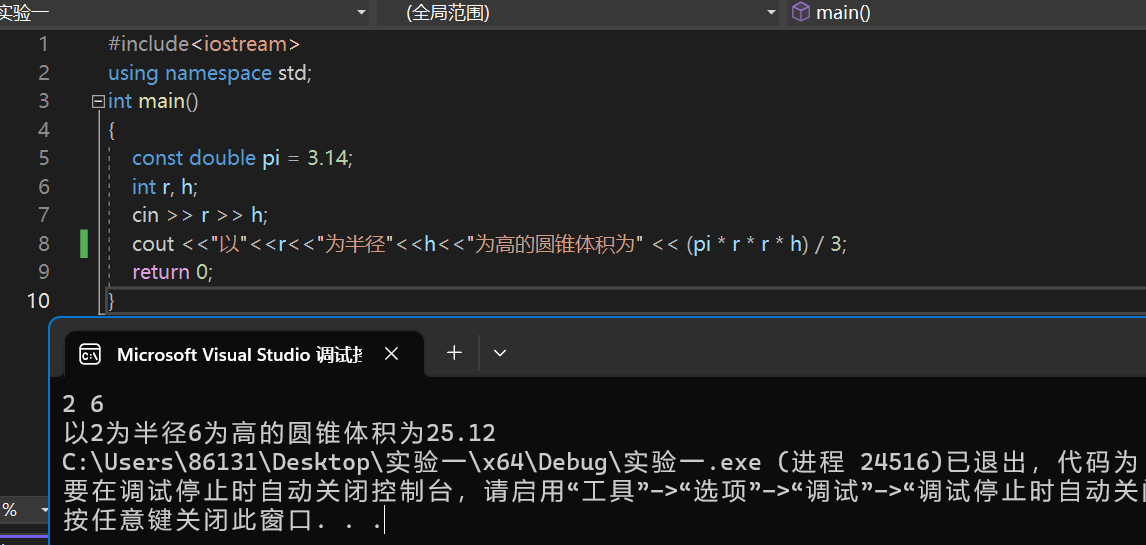 实验一 (全局范围) main()
1 #include<iostream>
2 using namespace std;
3 int main()
4 {
5 const double pi = 3.14;
6 int r, h;
7 cin >> r >> h;
8 cout <<"以"<<r<<"为半径"<<h<<"为高的圆锥体积为" << (pi * r * r * h) / 3;
9 return 0;
10 }
Microsoft Visual Studio 调试
2 6
以2为半径6为高的圆锥体积为25.12
C:\Users\86131\Desktop\实验一\x64\Debug\实验一.exe (进程 24516)已退出，代码为
要在调试停止时自动关闭控制台，请启用“工具”->“选项”->“调试”->“调试停止时自动关
%
按任意键关闭此窗口. . .